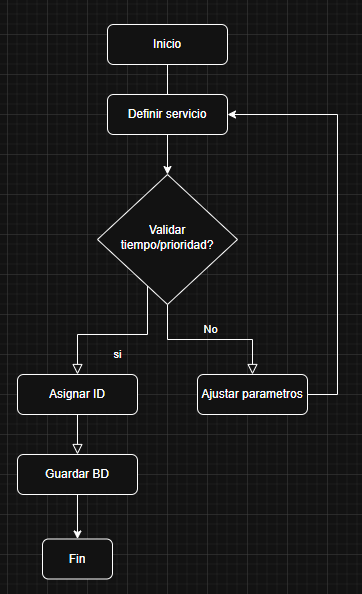 Inicio
Definir servicio
Validar
tiempo/prioridad?
No
si
Asignar ID
Ajustar parametros
Guardar BD
Fin